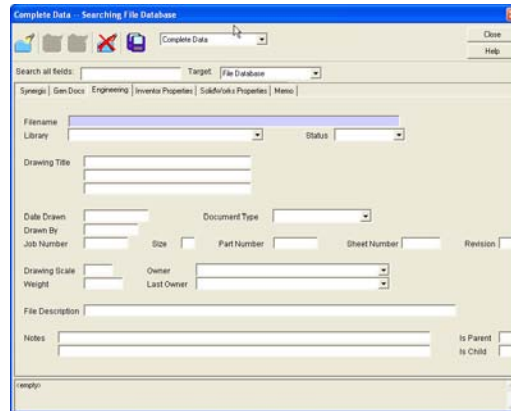 Complete Data -- Searching File Database
Complete Data
Close
Help
Search all fields:
Target: File Database
Synergis Gen Docs Engineering Inventor Properties SolidWorks Properties Memo
Filename
Library Status
Drawing Title
Date Drawn Document Type
Drawn By
Job Number Size Part Number Sheet Number Revision
Drawing Scale Owner
Weight Last Owner
File Description
Notes Is Parent
Is Child
<empty>